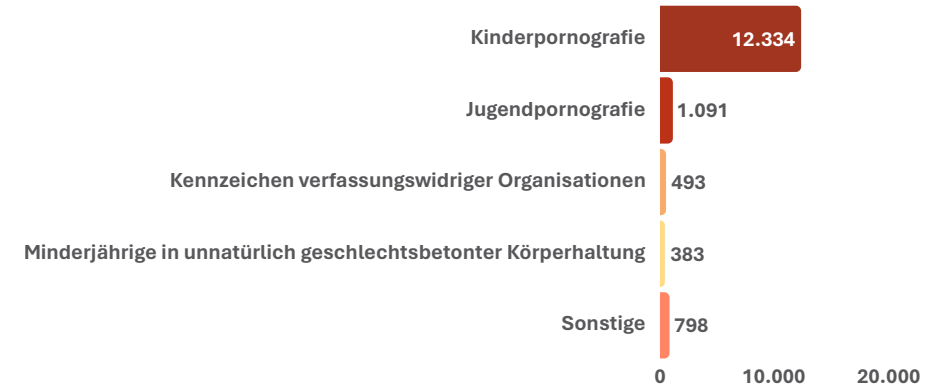 Kinderpornografie 12.334
Jugendpornografie 1.091
Kennzeichen verfassungswidriger Organisationen 493
Minderjährige in unnatürlich geschlechtsbetonter Körperhaltung 383
Sonstige 798
0 10.000 20.000